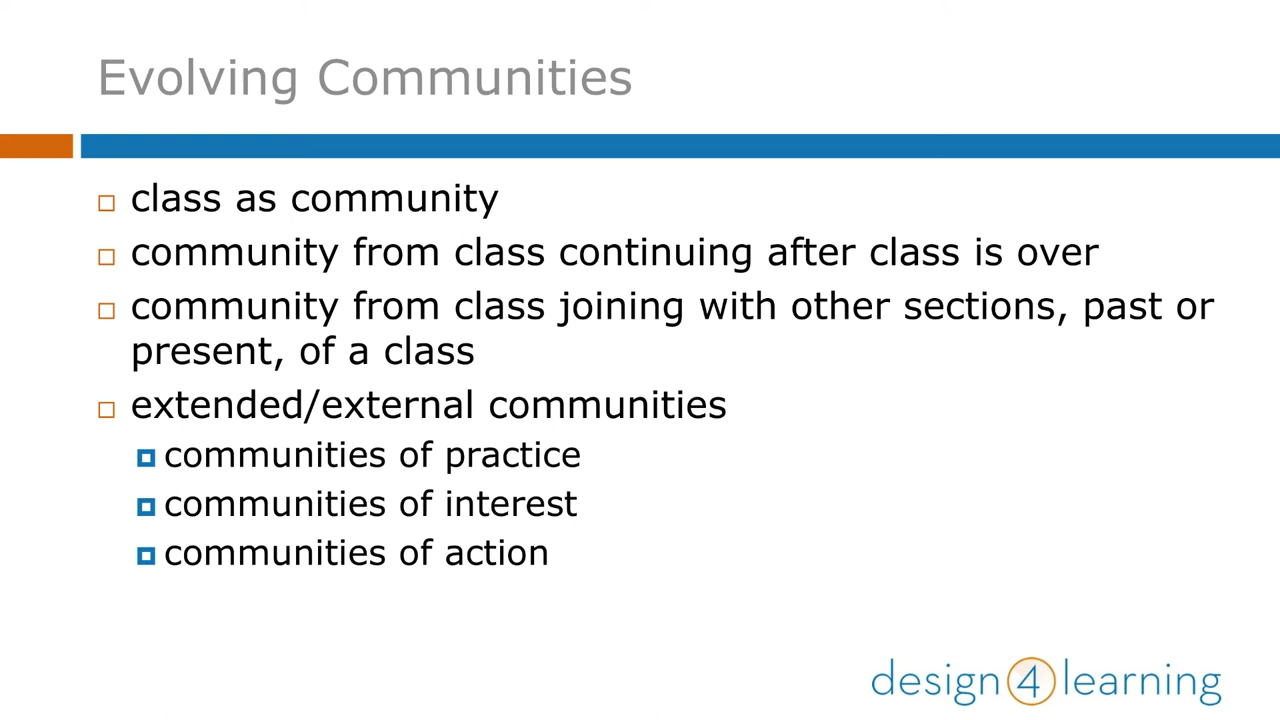 Evolving Communities
class as community
community from class continuing after class is over
community from class joining with other sections, past or
present, of a class
extended/external communities
communities of practice
communities of interest
communities of action
design 4 learning